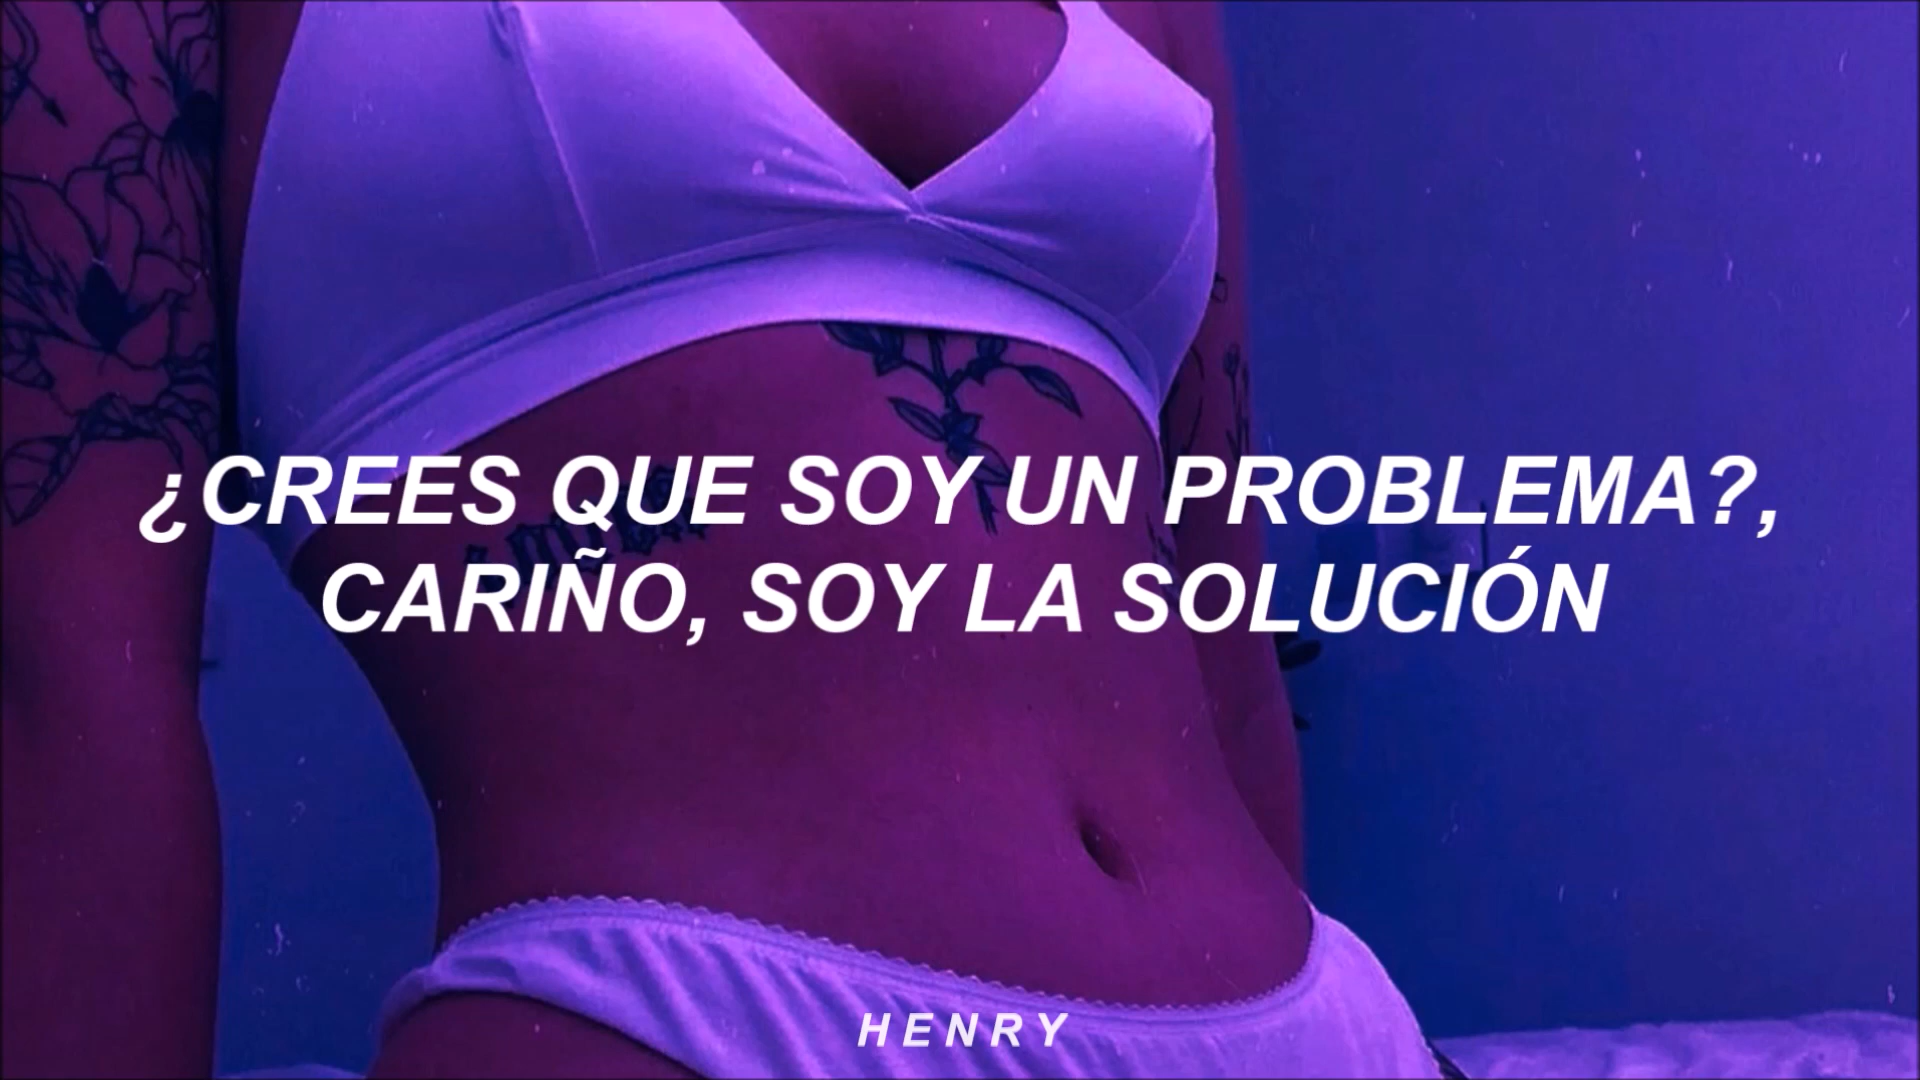 ¿CREES QUE SOY UN PROBLEMA?,
CARIÑO, SOY LA SOLUCIÓN
HENRY